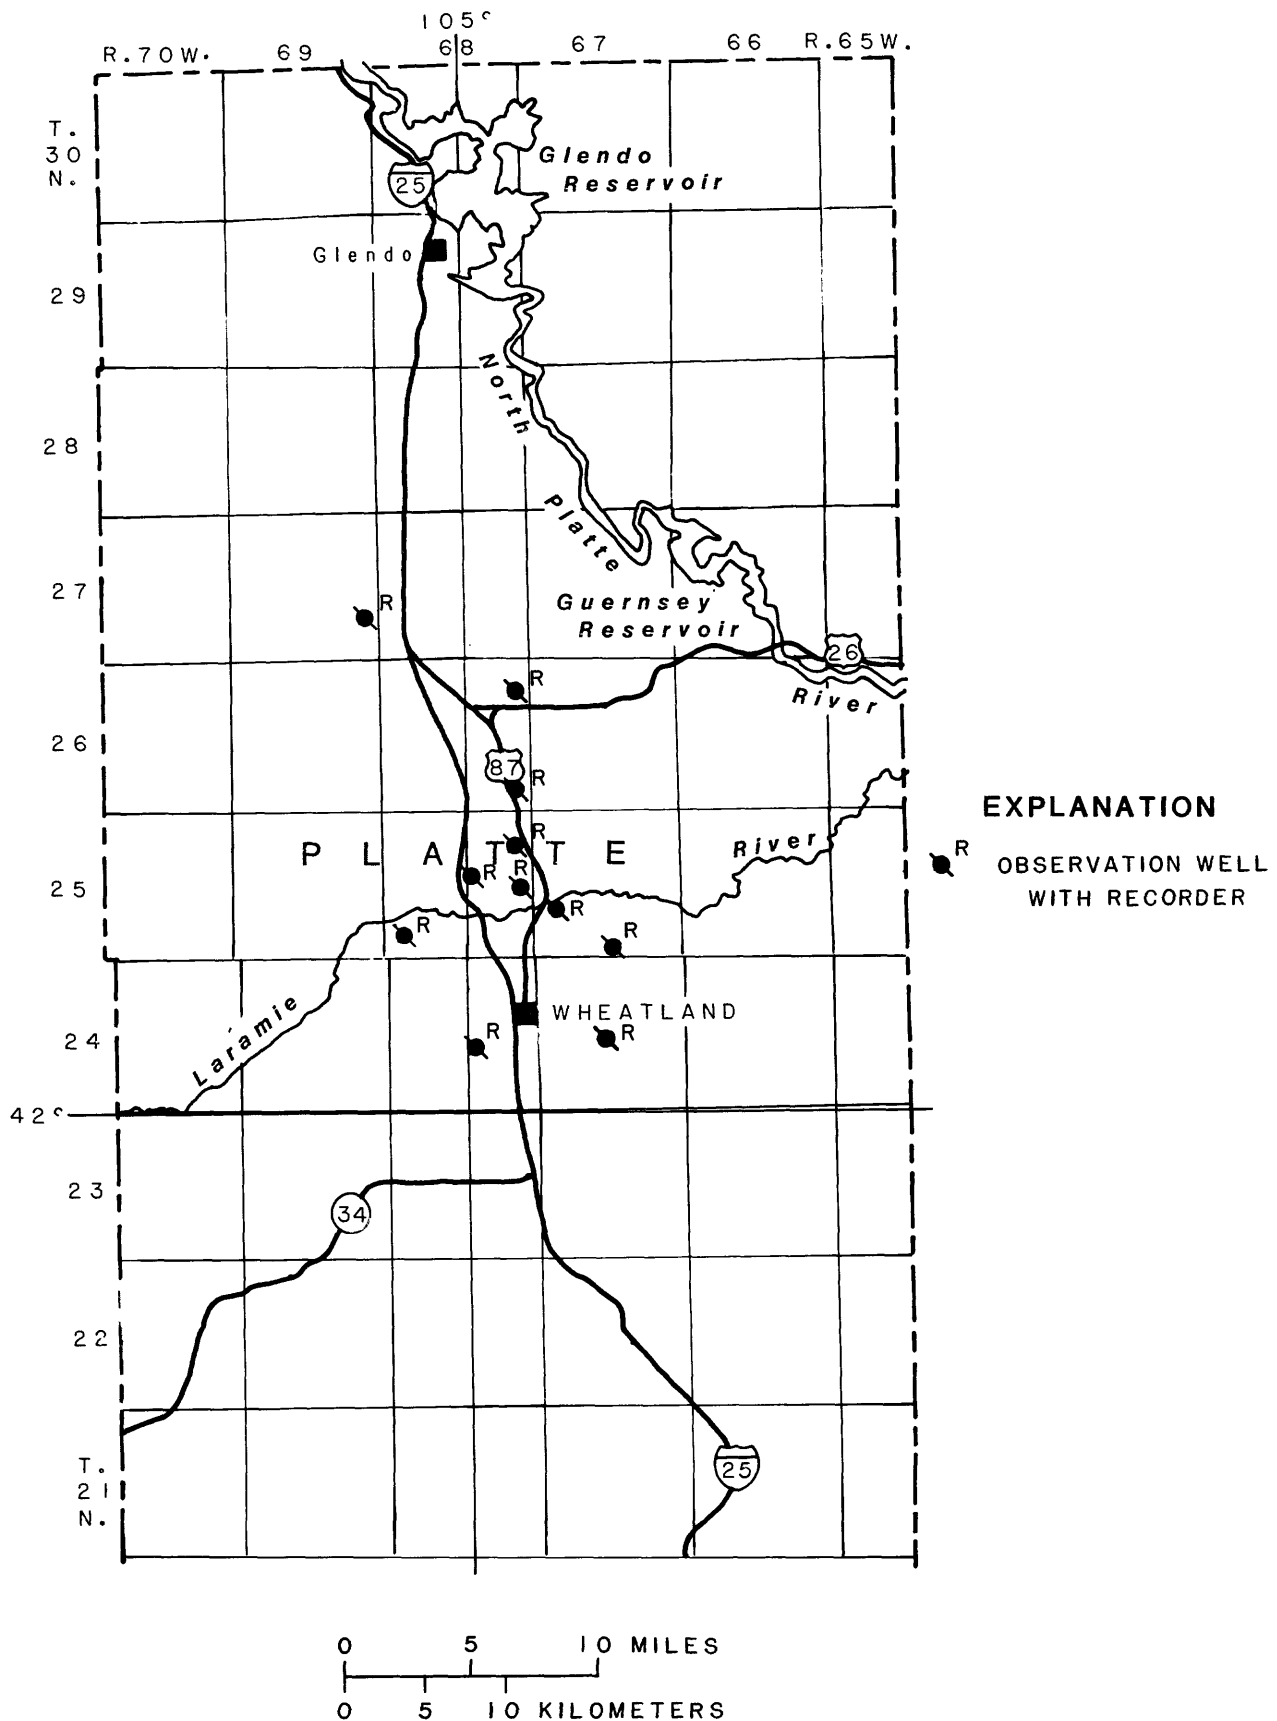 105°
R.70W. 69 68 67 66 R.65W.
T.
30
N.
Glendo
Reservoir
25
Glendo
29
North
28
Platte
27
R
Guernsey
Reservoir
26
R
River
26
87
R
R
PLATTE
River
25
R
R
R
R
R
WHEATLAND
Laramie
24
R
R
42°
23
34
22
T.
21
N.
25
EXPLANATION
R
OBSERVATION WELL
WITH RECORDER
0 5 10 MILES
0 5 10 KILOMETERS